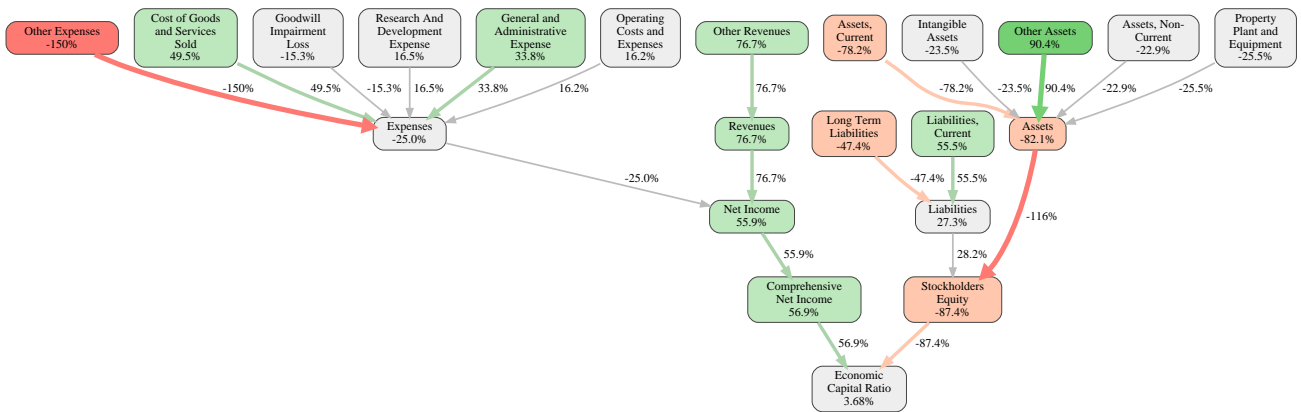 Other Expenses
-150%
Cost of Goods
and Services
Sold
49.5%
Goodwill
Impairment
Loss
-15.3%
Research And
Development
Expense
16.5%
General and
Administrative
Expense
33.8%
Operating
Costs and
Expenses
16.2%
Other Revenues
76.7%
Assets,
Current
-78.2%
Intangible
Assets
-23.5%
Other Assets
90.4%
Assets, Non-
Current
-22.9%
Property
Plant and
Equipment
-25.5%
-150%
49.5%
-15.3%
16.5%
33.8%
16.2%
76.7%
-78.2%
-23.5%
90.4%
-22.9%
-25.5%
Expenses
-25.0%
Revenues
76.7%
Long Term
Liabilities
-47.4%
Liabilities,
Current
55.5%
Assets
-82.1%
-25.0%
76.7%
-47.4%
55.5%
-116%
Net Income
55.9%
Liabilities
27.3%
55.9%
28.2%
Comprehensive
Net Income
56.9%
Stockholders
Equity
-87.4%
56.9%
-87.4%
Economic
Capital Ratio
3.68%